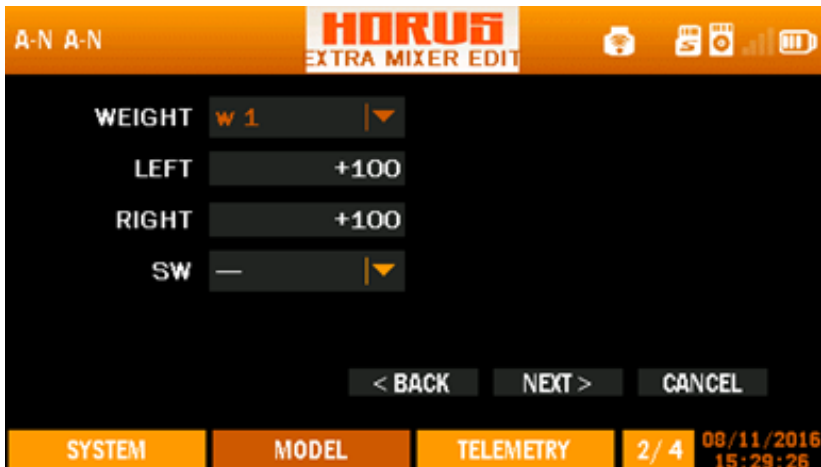 A-N A-N
HORUS
EXTRA MIXER EDIT
WEIGHT w 1
LEFT +100
RIGHT +100
SW —
< BACK NEXT > CANCEL
SYSTEM MODEL TELEMETRY 2/4 08/11/2016
15:29:26